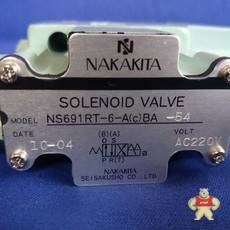 NAKAKITA
SOLENOID VALVE
MODEL NS691RT-6-A(c)BA -54
DATE VOLT
10-04 (B)(A) AC220V
a
P R(T)
NAKAKITA
SEISAKUSHO CO., LTD.